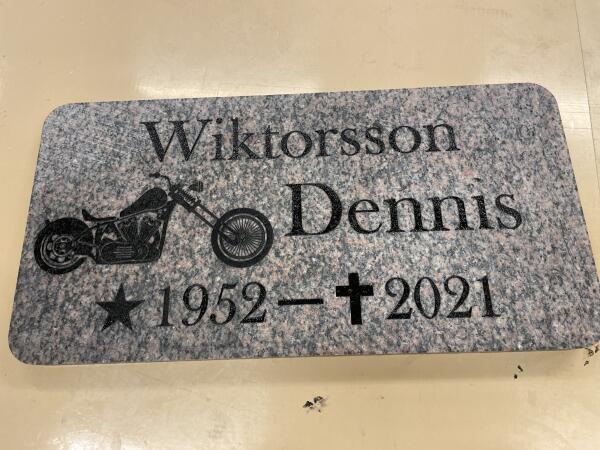 Wiktorsson
Dennis
★ 1952 — ✝ 2021